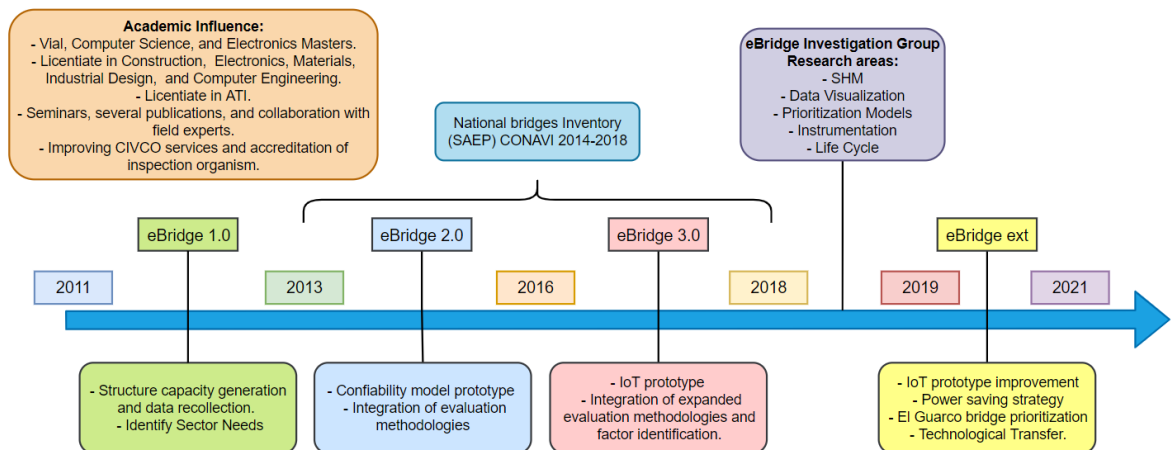 Academic Influence:
- Vial, Computer Science, and Electronics Masters.
- Licentiate in Construction, Electronics, Materials,
Industrial Design, and Computer Engineering.
- Licentiate in ATI.
- Seminars, several publications, and collaboration with
field experts.
- Improving CIVCO services and accreditation of
inspection organism.
National bridges Inventory
(SAEP) CONAVI 2014-2018
eBridge Investigation Group
Research areas:
- SHM
- Data Visualization
- Prioritization Models
- Instrumentation
- Life Cycle
eBridge 1.0
eBridge 2.0
eBridge 3.0
eBridge ext
2011
2013
2016
2018
2019
2021
- Structure capacity generation
and data recollection.
- Identify Sector Needs
- Confiability model prototype
- Integration of evaluation
methodologies
- IoT prototype
- Integration of expanded
evaluation methodologies and
factor identification.
- IoT prototype improvement
- Power saving strategy
- El Guarco bridge prioritization
- Technological Transfer.